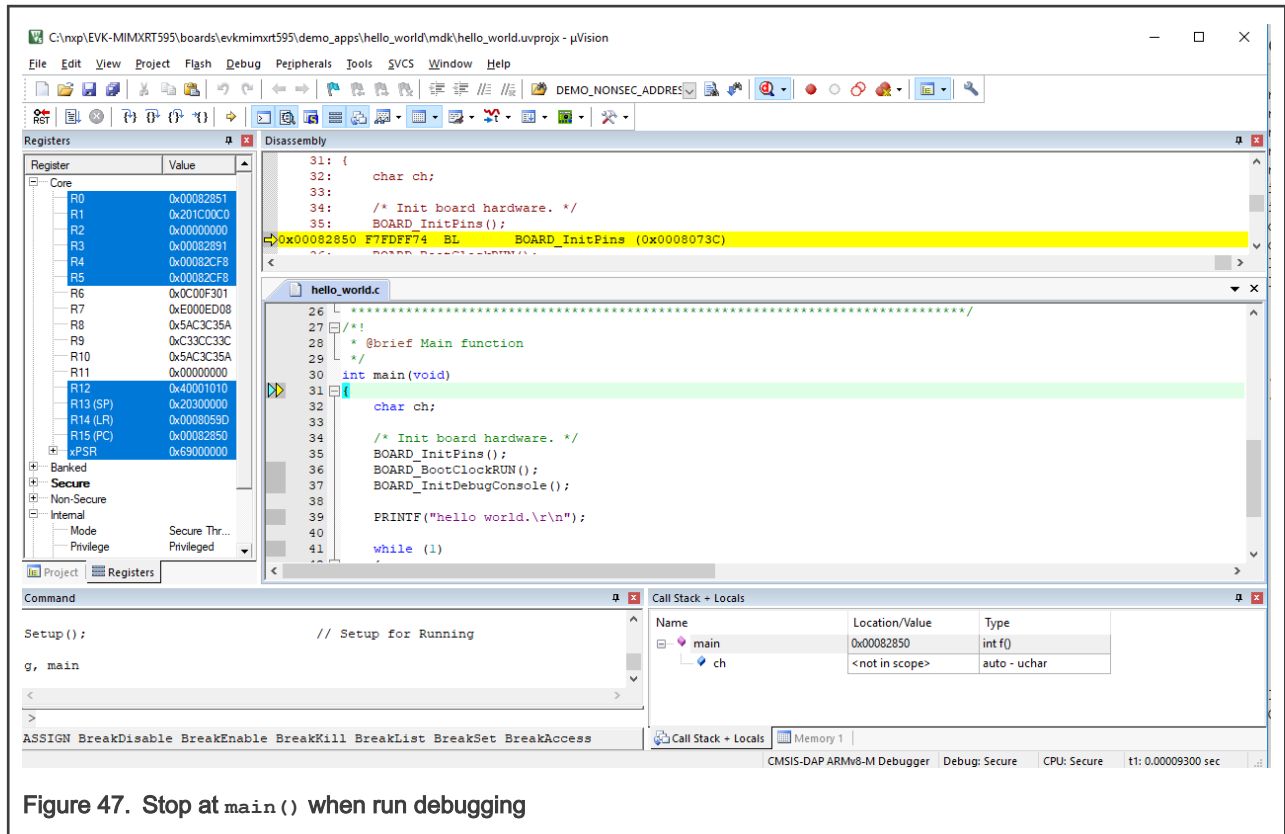 C:\nxp\EVK-MIMXRT595\boards\evkmimxrt595\demo_apps\hello_world\mdk\hello_world.uvprojx - µVision
File Edit View Project Flash Debug Peripherals Tools SVCS Window Help
DEMO_NONSEC_ADDRES
RST
Registers
Register Value
Core
R0 0x00082851
R1 0x201C00C0
R2 0x00000000
R3 0x00082891
R4 0x00082CF8
R5 0x00082CF8
R6 0x0C00F301
R7 0xE000ED08
R8 0x5AC3C35A
R9 0xC33CC33C
R10 0x5AC3C35A
R11 0x00000000
R12 0x40001010
R13 (SP) 0x20300000
R14 (LR) 0x0008059D
R15 (PC) 0x00082850
xPSR 0x69000000
Banked
Secure
Non-Secure
Internal
Mode Secure Thr...
Privilege Privileged
Project Registers
Disassembly
31: {
32: char ch;
33:
34: /* Init board hardware. */
35: BOARD_InitPins();
0x00082850 F7FDFF74 BL BOARD_InitPins (0x0008073C)
36: BOARD_BootClockRUN();
hello_world.c
26 ******************************************************************************/
27 /*!
28 * @brief Main function
29 */
30 int main(void)
31 {
32 char ch;
33
34 /* Init board hardware. */
35 BOARD_InitPins();
36 BOARD_BootClockRUN();
37 BOARD_InitDebugConsole();
38
39 PRINTF("hello world.\r\n");
40
41 while (1)
Command
Setup(); // Setup for Running
g, main
>
ASSIGN BreakDisable BreakEnable BreakKill BreakList BreakSet BreakAccess
Call Stack + Locals
Name Location/Value Type
main 0x00082850 int f()
ch <not in scope> auto - uchar
Call Stack + Locals Memory 1
CMSIS-DAP ARMv8-M Debugger Debug: Secure CPU: Secure t1: 0.00009300 sec
Figure 47. Stop at main() when run debugging